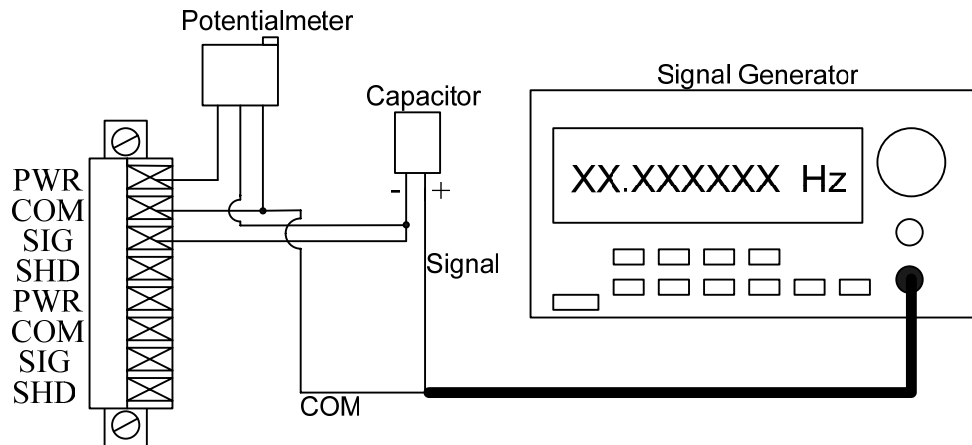 Potentialmeter
Capacitor
Signal Generator
XX.XXXXXX Hz
PWR
COM
SIG
SHD
PWR
COM
SIG
SHD
- +
Signal
COM